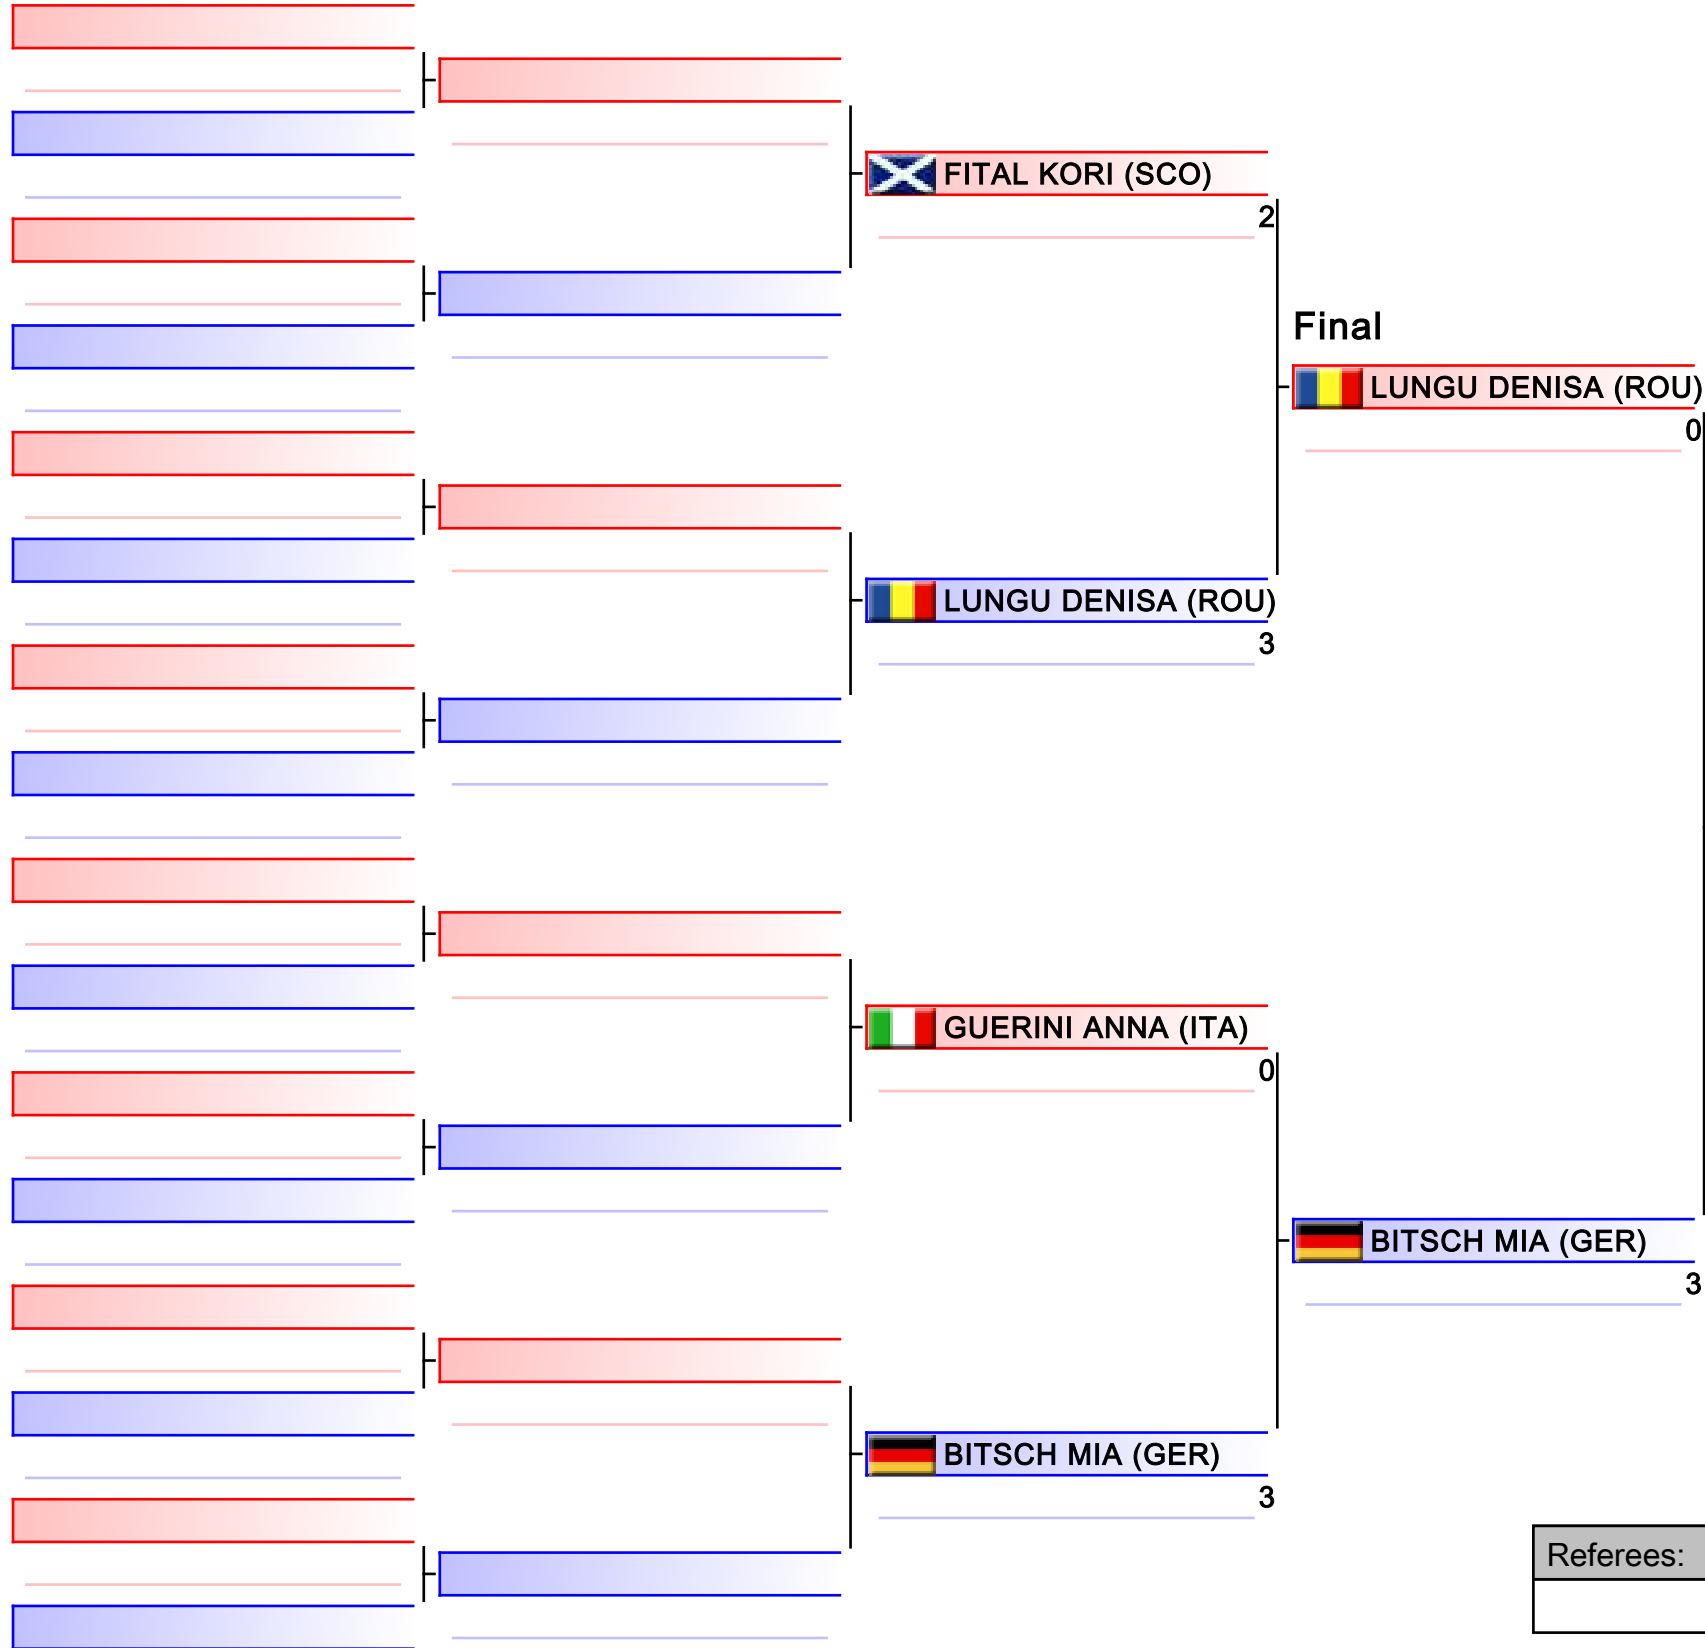 FITAL KORI (SCO)
2
Final
LUNGU DENISA (ROU)
0
LUNGU DENISA (ROU)
3
GUERINI ANNA (ITA)
0
BITSCH MIA (GER)
3
BITSCH MIA (GER)
3
Referees: